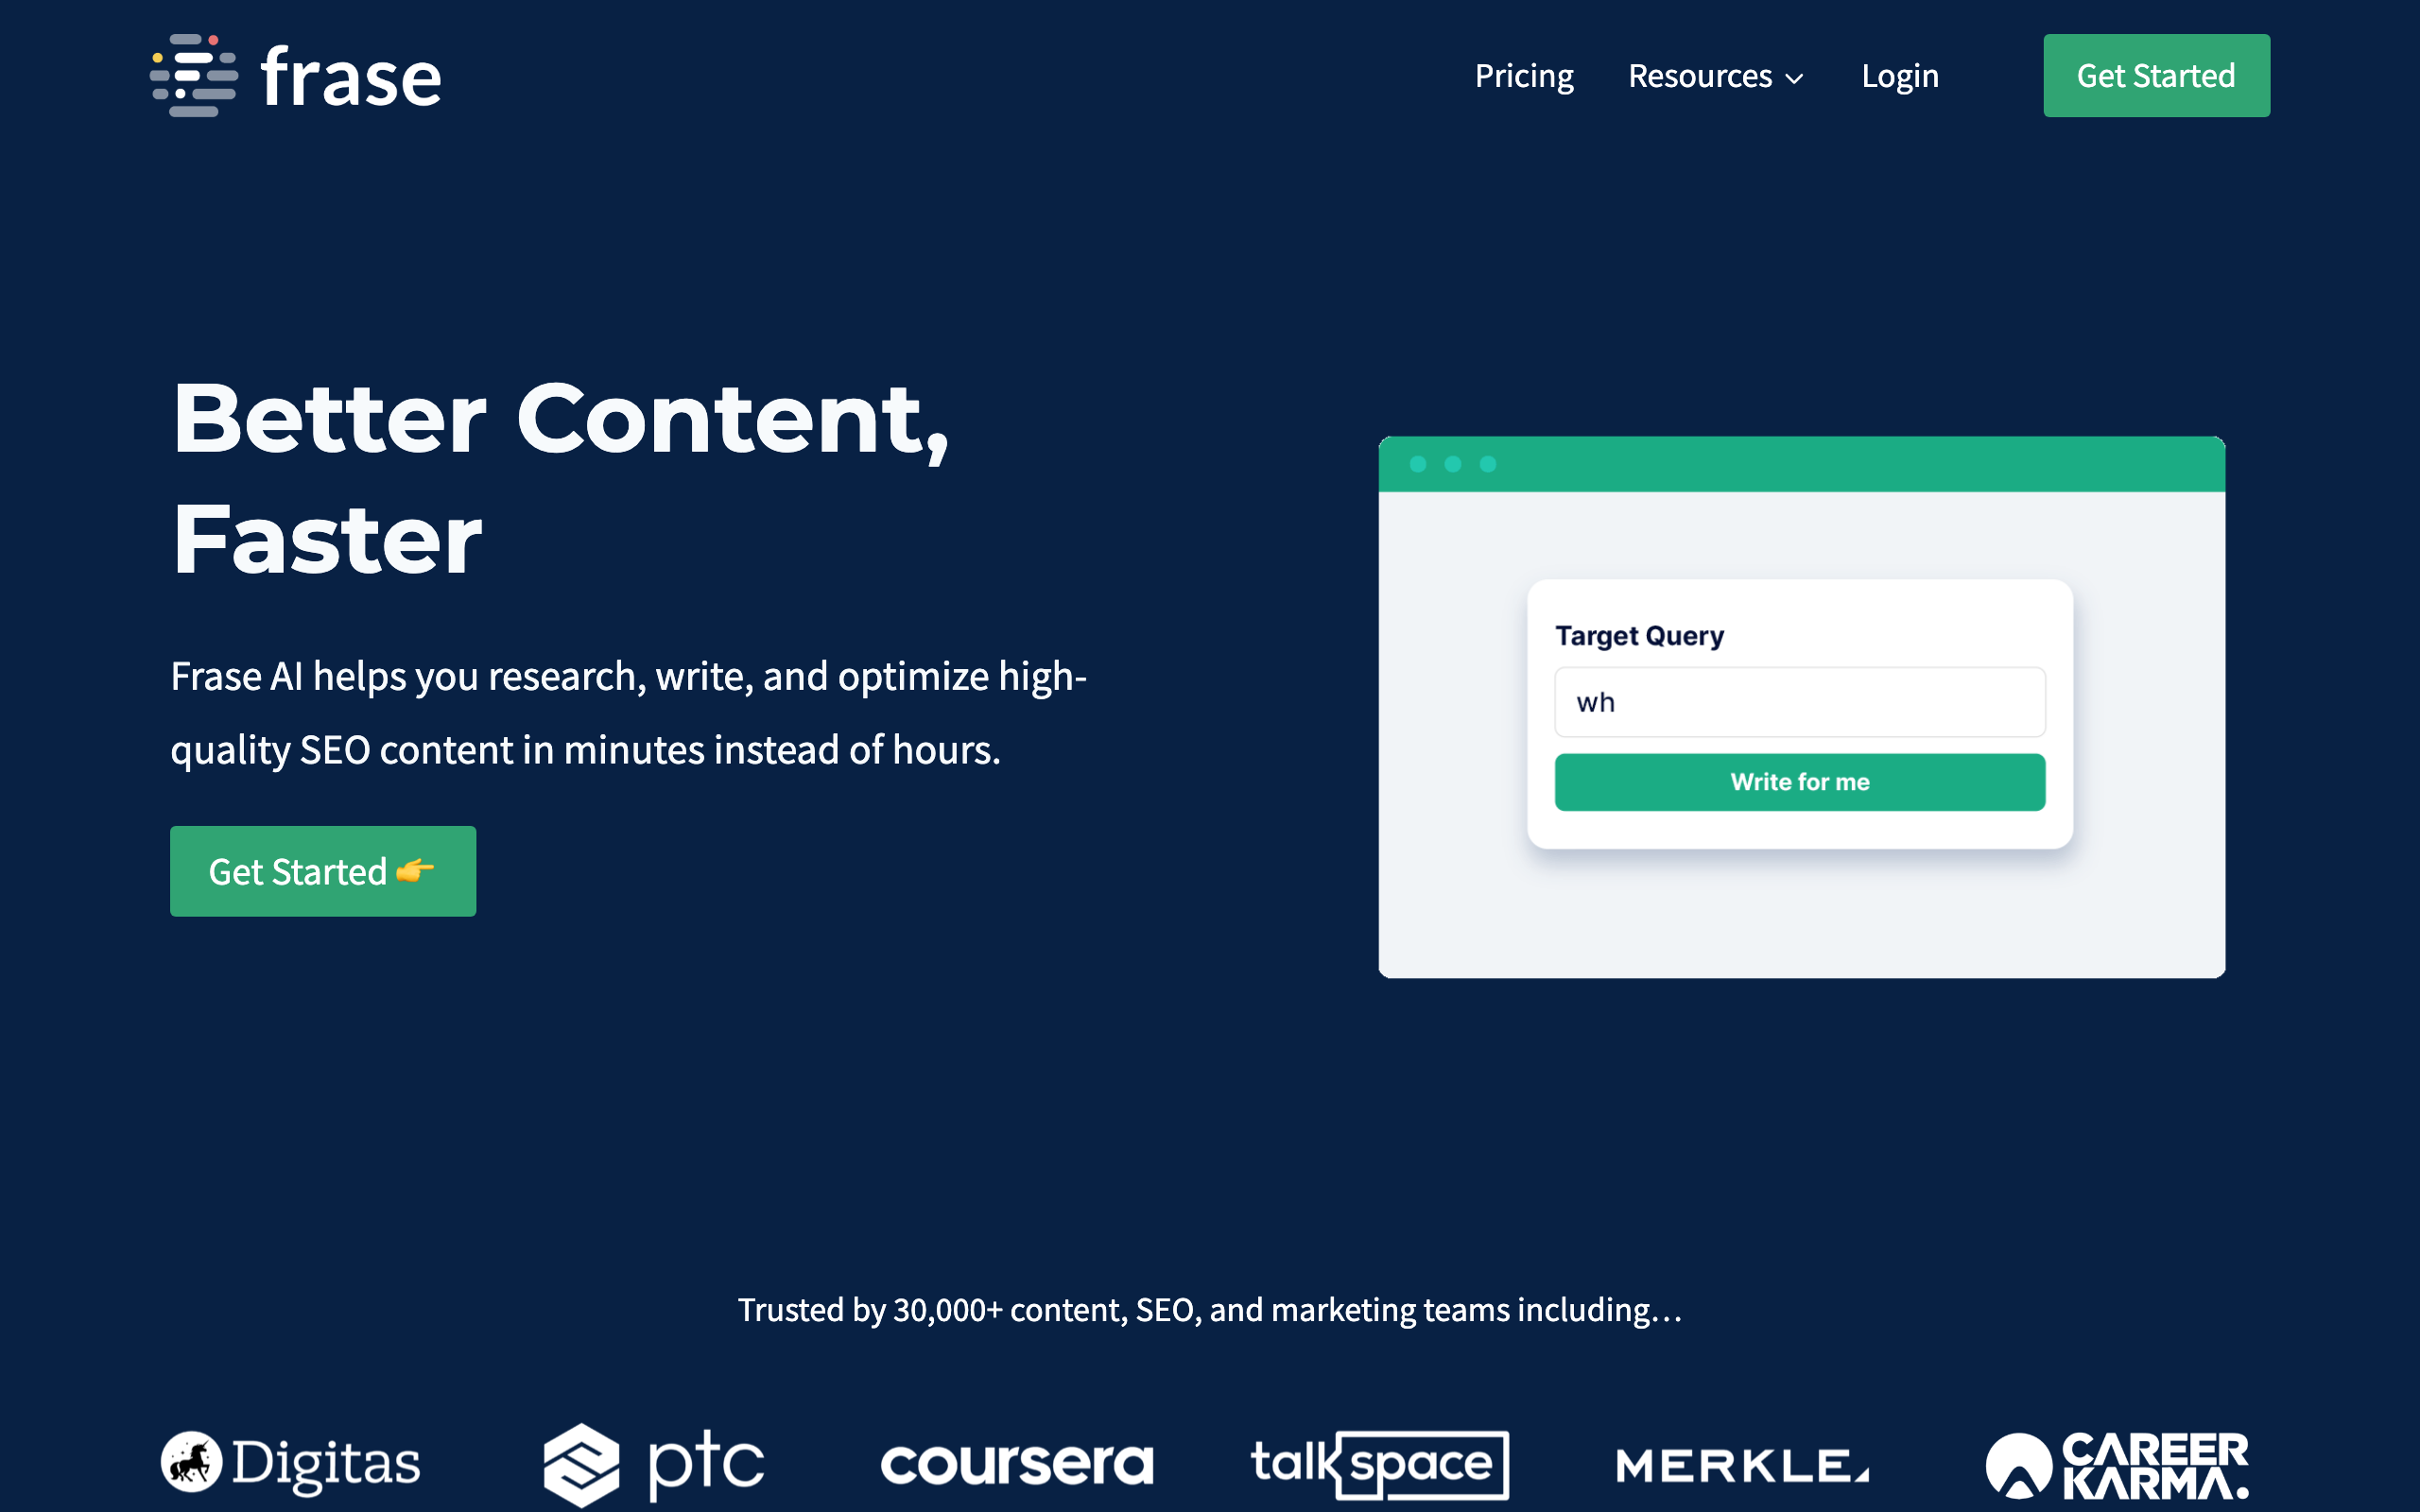 frase
Pricing
Resources
Login
Get Started
Better Content,
Faster
Frase AI helps you research, write, and optimize high-
quality SEO content in minutes instead of hours.
Get Started 👉
Target Query
wh
Write for me
Trusted by 30,000+ content, SEO, and marketing teams including…
Digitas
ptc
coursera
talkspace
MERKLE
CAREER
KARMA.